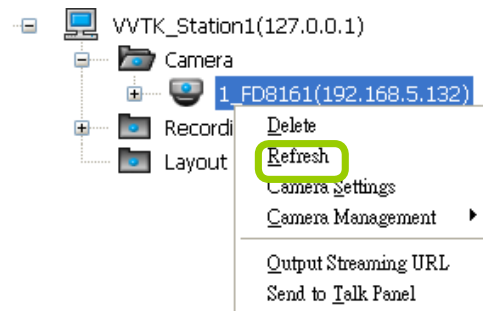 VVTK_Station1(127.0.0.1)
Camera
1_FD8161(192.168.5.132)
Recordi
Delete
Refresh
Layout
Camera Settings
Camera Management
Output Streaming URL
Send to Talk Panel